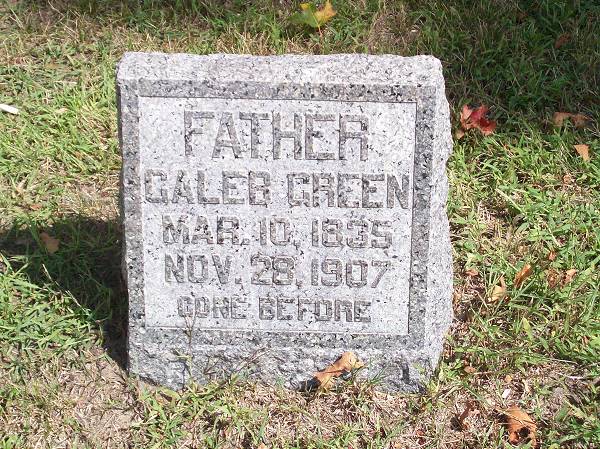 FATHER
CALEB GREEN
MAR. 10, 1835
NOV. 28, 1907
GONE BEFORE